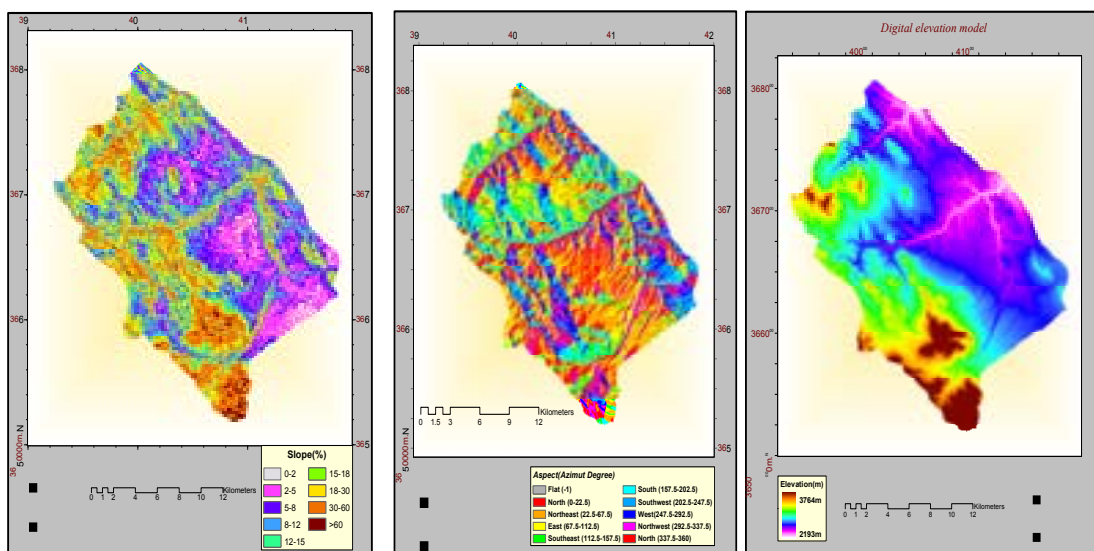 39
40
41
368
368
367
367
366
366
365
36
50000m.N
Slope(%)
0-2
2-5
5-8
8-12
12-15
15-18
18-30
30-60
>60
0 1 2 4 6 8 10 12
Kilometers
39
40
41
42
368
368
367
367
366
366
365
36
50000m.N
0 1.5 3 6 9 12
Kilometers
Aspect(Azimut Degree)
Flat (-1)
North (0-22.5)
Northeast (22.5-67.5)
East (67.5-112.5)
Southeast (112.5-157.5)
South (157.5-202.5)
Southwest (202.5-247.5)
West(247.5-292.5)
Northwest (292.5-337.5)
North (337.5-360)
Digital elevation model
400
410
3680
3670
3660
3650
Elevation(m)
3764m
2193m
0 1 2 4 6 8 10 12
Kilometers